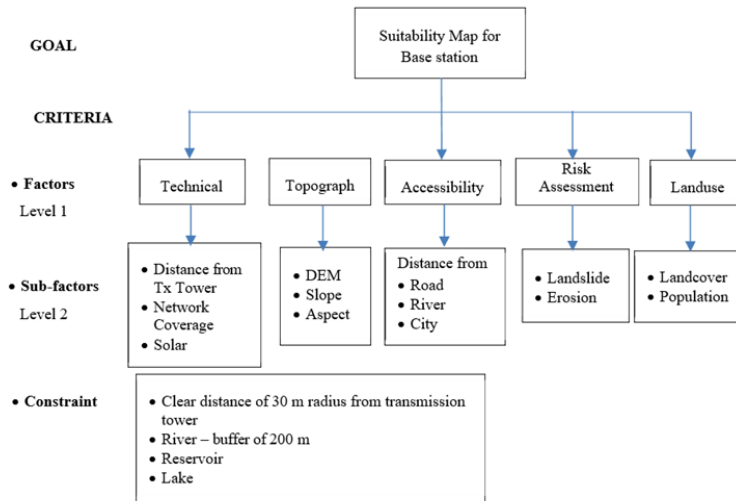 GOAL
Suitability Map for
Base station
CRITERIA
• Factors
Level 1
Technical
Topograph
Accessibility
Risk
Assessment
Landuse
• Sub-factors
Level 2
• Distance from
Tx Tower
• Network
Coverage
• Solar
• DEM
• Slope
• Aspect
Distance from
• Road
• River
• City
• Landslide
• Erosion
• Landcover
• Population
• Constraint
• Clear distance of 30 m radius from transmission
tower
• River – buffer of 200 m
• Reservoir
• Lake